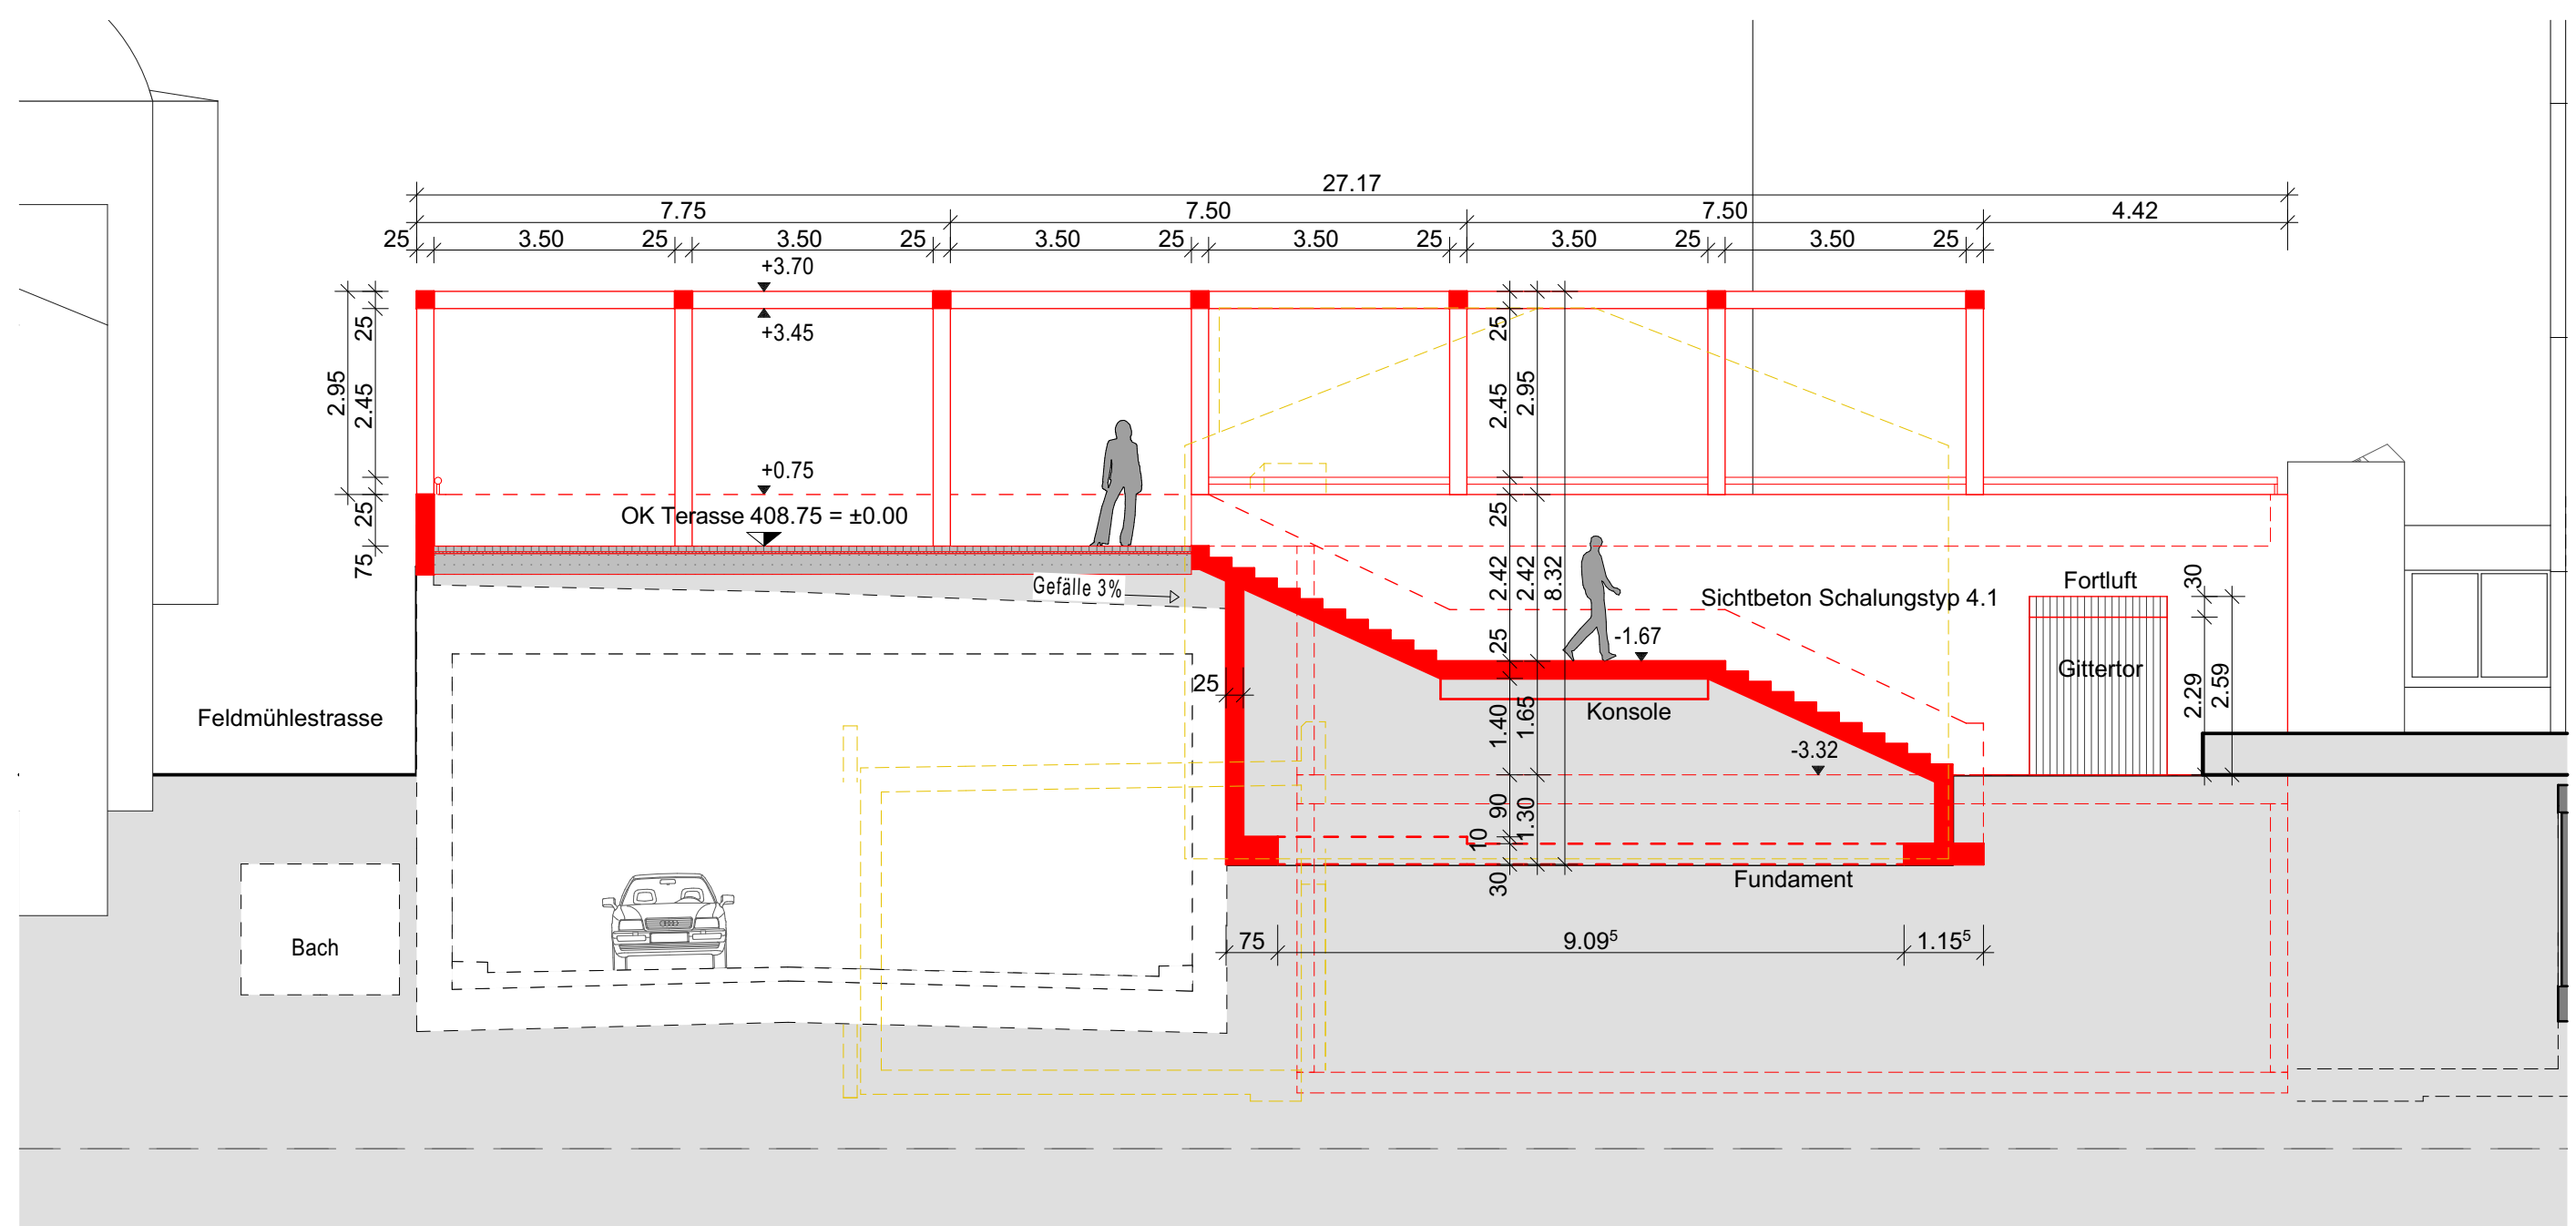 27.17
7.75 7.50 7.50 4.42
25 3.50 25 3.50 25 3.50 25 3.50 25 3.50 25 3.50 25
+3.70
+3.45
25
2.95
2.45
25
75
+0.75
OK Terasse 408.75 = ±0.00
Gefälle 3%
25
2.45
2.95
25
2.42
2.42
8.32
25
1.40
1.65
90
1.30
10
30
Sichtbeton Schalungstyp 4.1
-1.67
Konsole
-3.32
25
Fortluft
Gittertor
30
2.29
2.59
Feldmühlestrasse
Bach
Fundament
75 9.09⁵ 1.15⁵